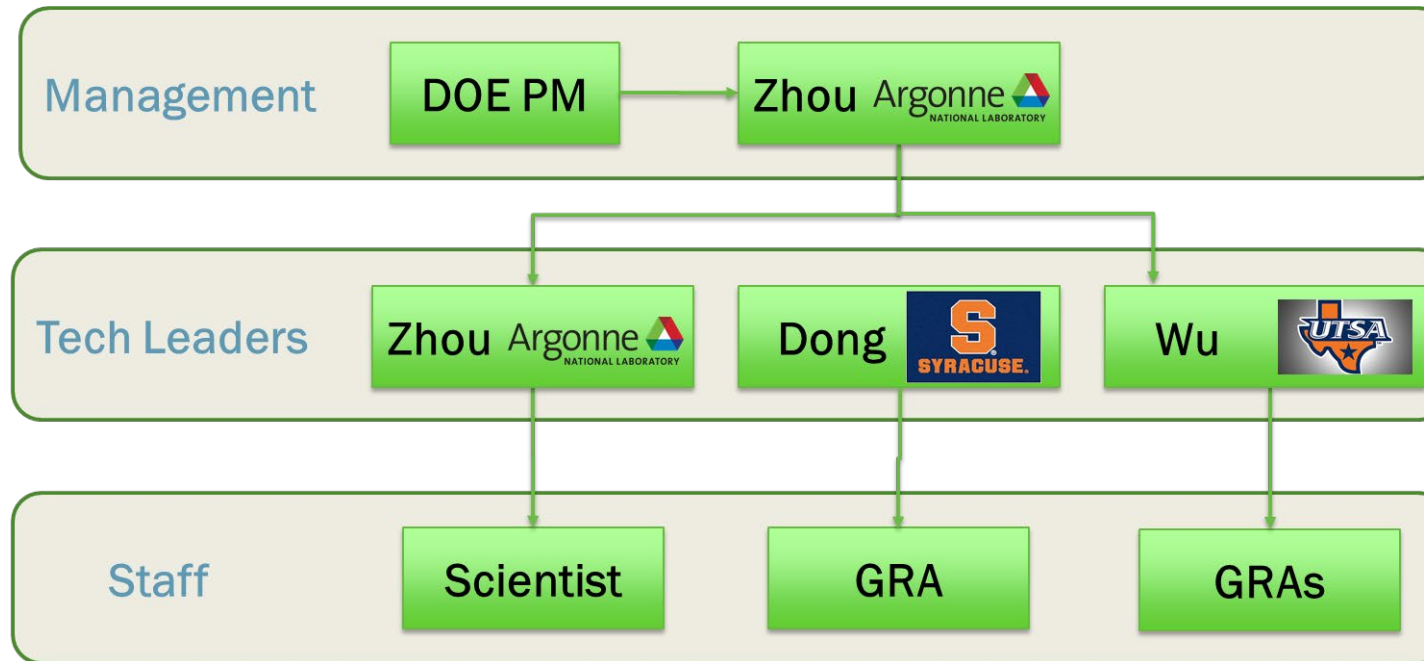 Management
DOE PM
Zhou Argonne
NATIONAL LABORATORY
Tech Leaders
Zhou Argonne
NATIONAL LABORATORY
Dong
S
SYRACUSE.
Wu
UTSA
Staff
Scientist
GRA
GRAs